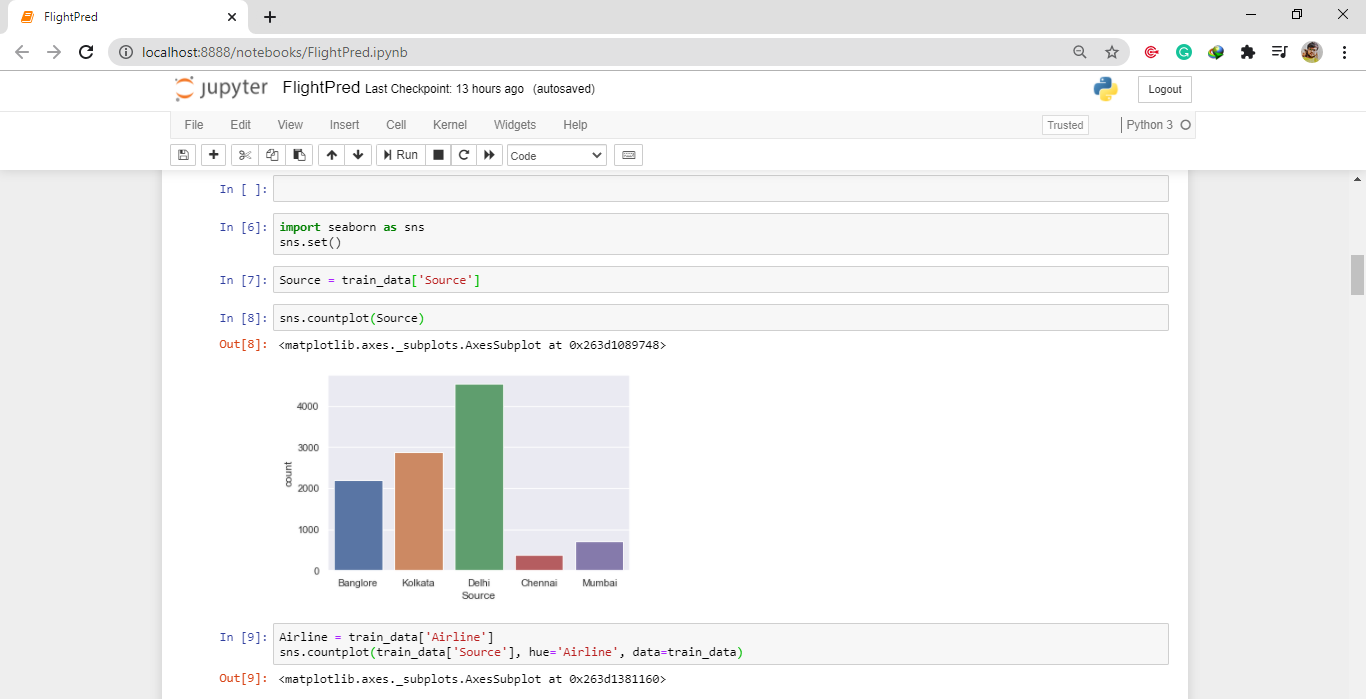 FlightPred
localhost:8888/notebooks/FlightPred.ipynb
jupyter FlightPred Last Checkpoint: 13 hours ago (autosaved)
Logout
File Edit View Insert Cell Kernel Widgets Help
Trusted
Python 3
Run
Code
In [ ]:
In [6]: import seaborn as sns
sns.set()
In [7]: Source = train_data['Source']
In [8]: sns.countplot(Source)
Out[8]: <matplotlib.axes._subplots.AxesSubplot at 0x263d1089748>
4000
3000
2000
1000
0
count
Banglore Kolkata Delhi Chennai Mumbai
Source
In [9]: Airline = train_data['Airline']
sns.countplot(train_data['Source'], hue='Airline', data=train_data)
Out[9]: <matplotlib.axes._subplots.AxesSubplot at 0x263d1381160>